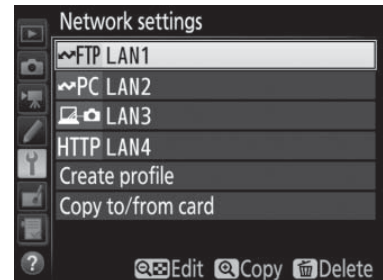 Network settings
FTP LAN1
PC LAN2
LAN3
HTTP LAN4
Create profile
Copy to/from card
? Edit Copy Delete